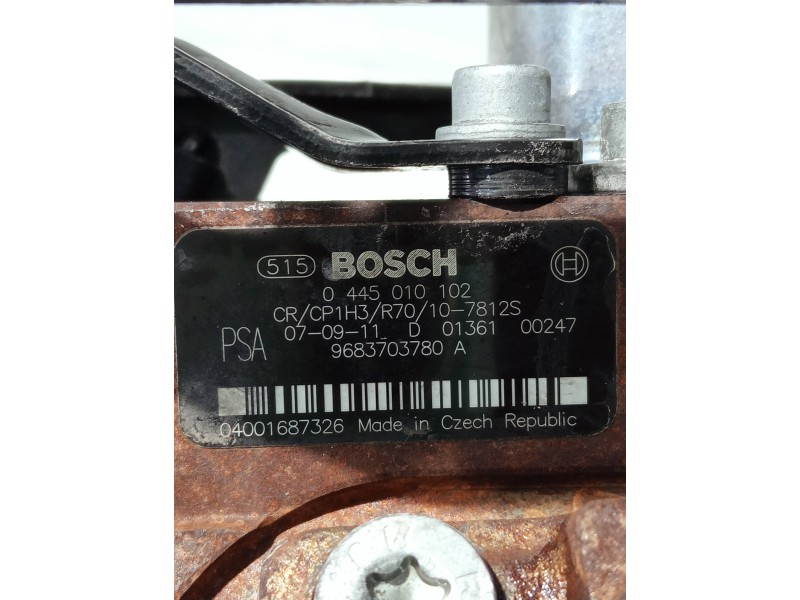 515 BOSCH
0 445 010 102
CR/CP1H3/R70/10-7812S
PSA 07-09-11 D 01361 00247
9683703780 A
04001687326 Made in Czech Republic